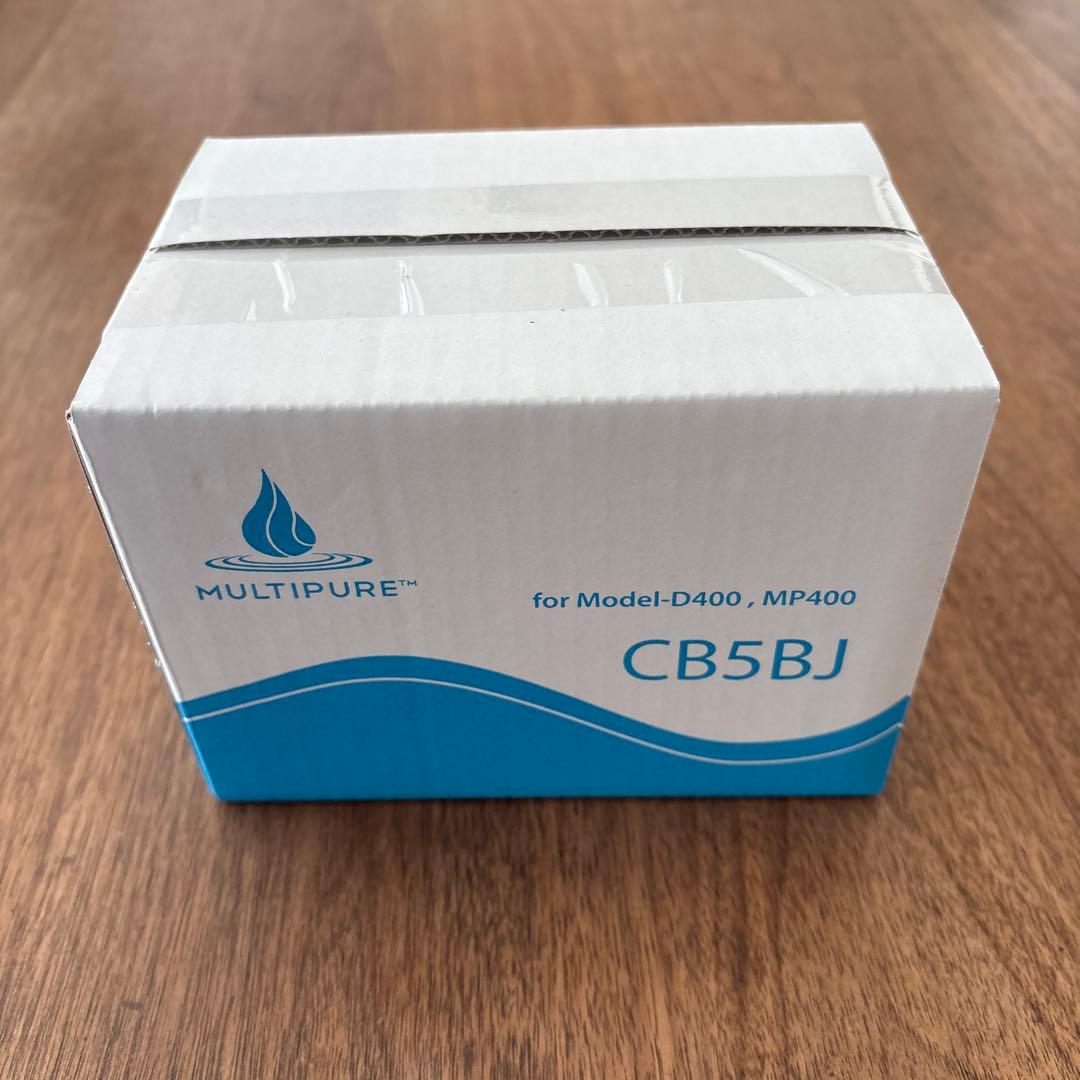 MULTIPURE™
for Model-D400 , MP400
CB5BJ